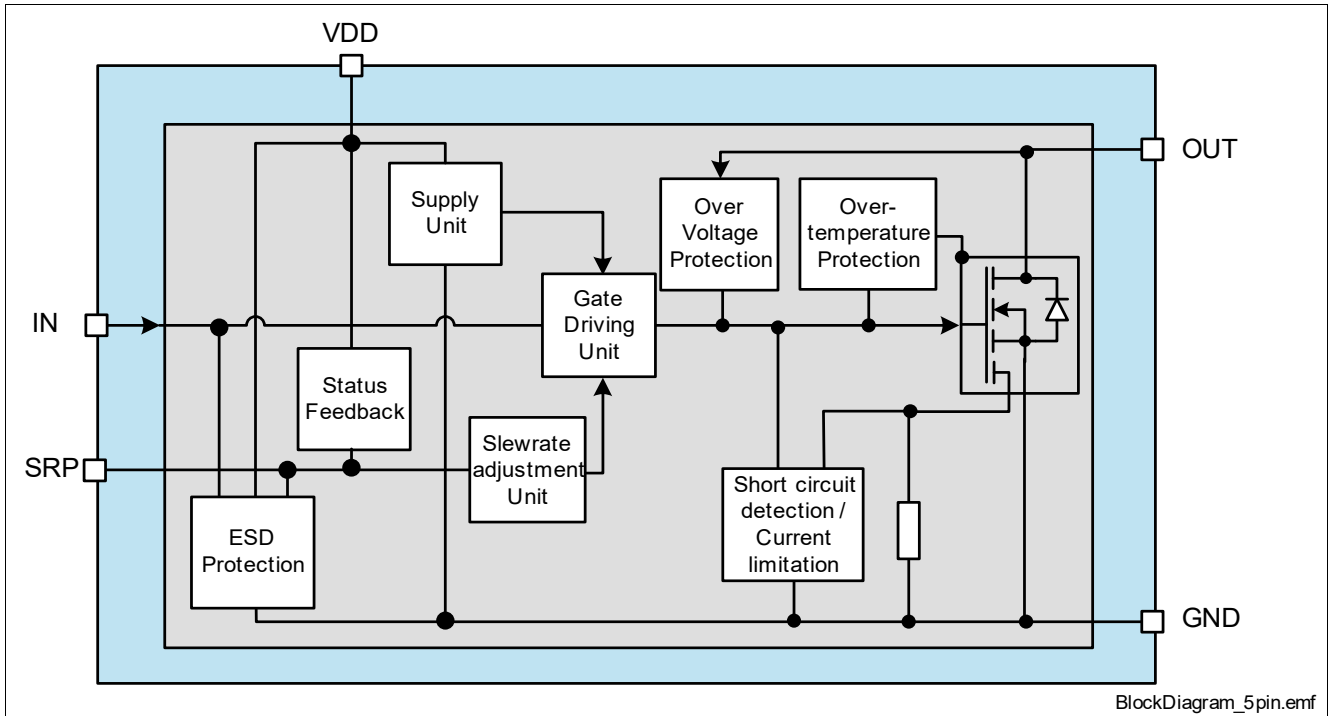 VDD
OUT
Supply
Unit
Over
Voltage
Protection
Over-
temperature
Protection
IN
Gate
Driving
Unit
Status
Feedback
SRP
Slewrate
adjustment
Unit
Short circuit
detection /
Current
limitation
ESD
Protection
GND
BlockDiagram_5pin.emf